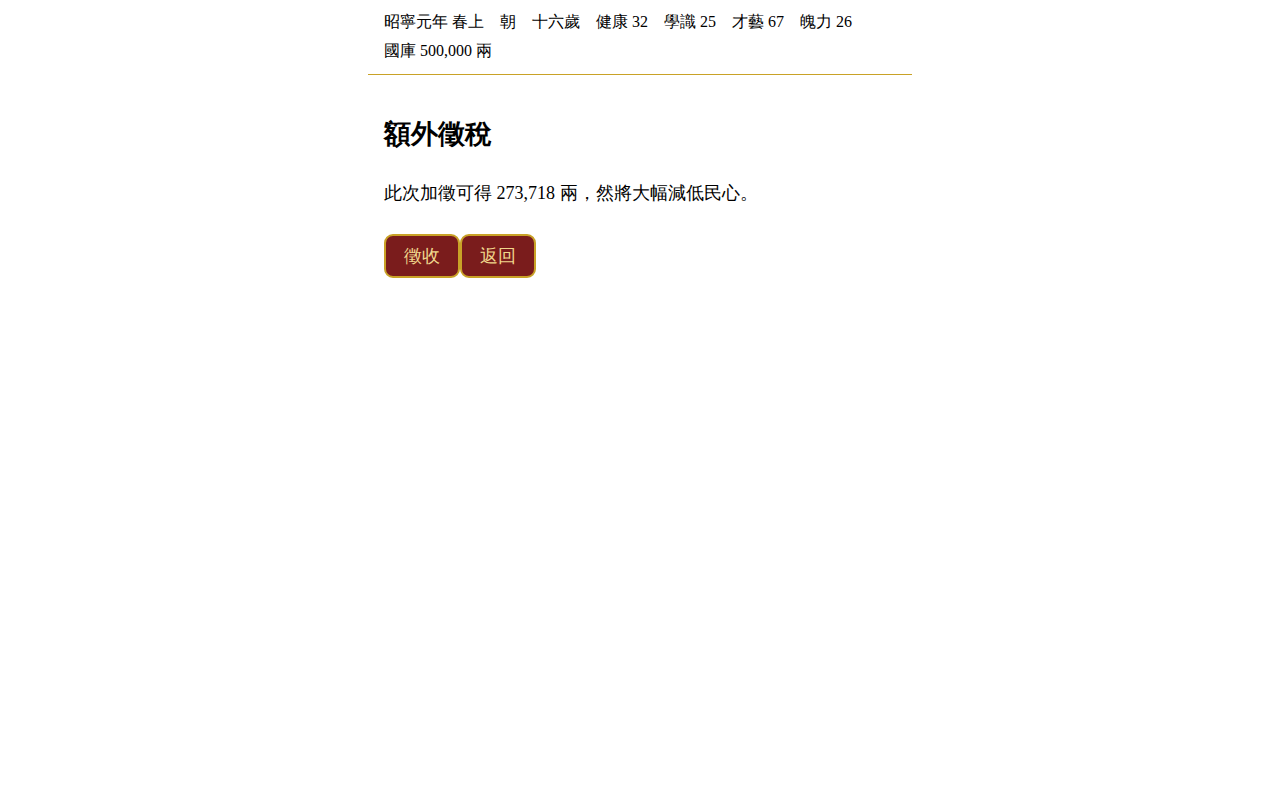 昭寧元年 春上　朝　十六歲　健康 32　學識 25　才藝 67　魄力 26
國庫 500,000 兩
額外徵稅
此次加徵可得 273,718 兩，然將大幅減低民心。
徵收 返回